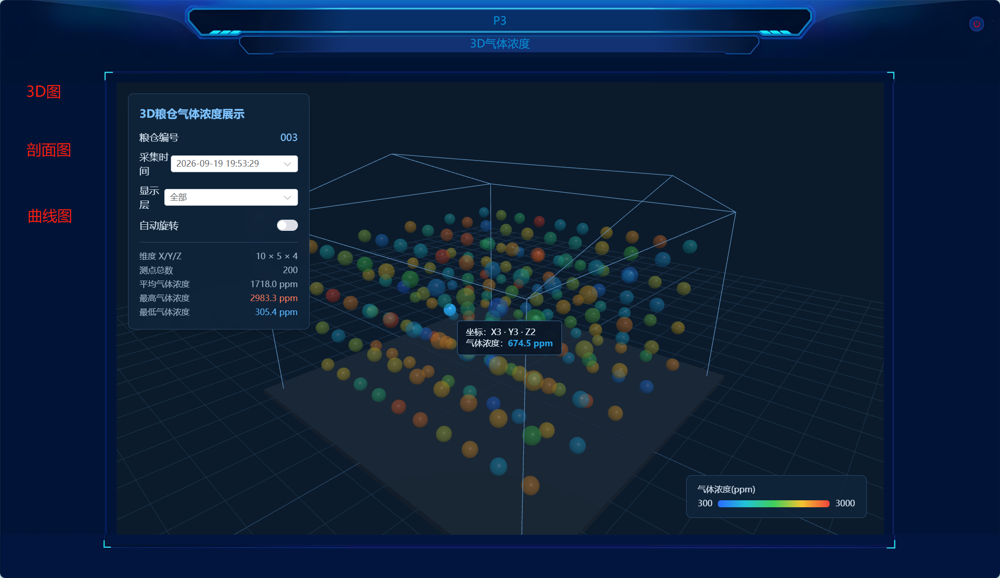 P3
3D气体浓度
3D图
剖面图
曲线图
3D粮仓气体浓度展示
粮仓编号 003
采集时间 2026-09-19 19:53:29
显示层 全部
自动旋转
维度 X/Y/Z 10 × 5 × 4
测点总数 200
平均气体浓度 1718.0 ppm
最高气体浓度 2983.3 ppm
最低气体浓度 305.4 ppm
坐标：X3 · Y3 · Z2
气体浓度：674.5 ppm
气体浓度(ppm)
300 3000